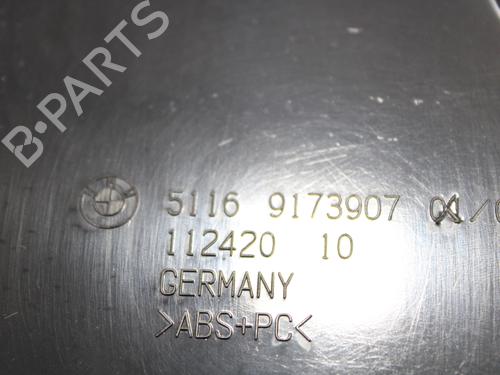 B-PARTS
5116 9173907
112420 10
GERMANY
>ABS+PC<